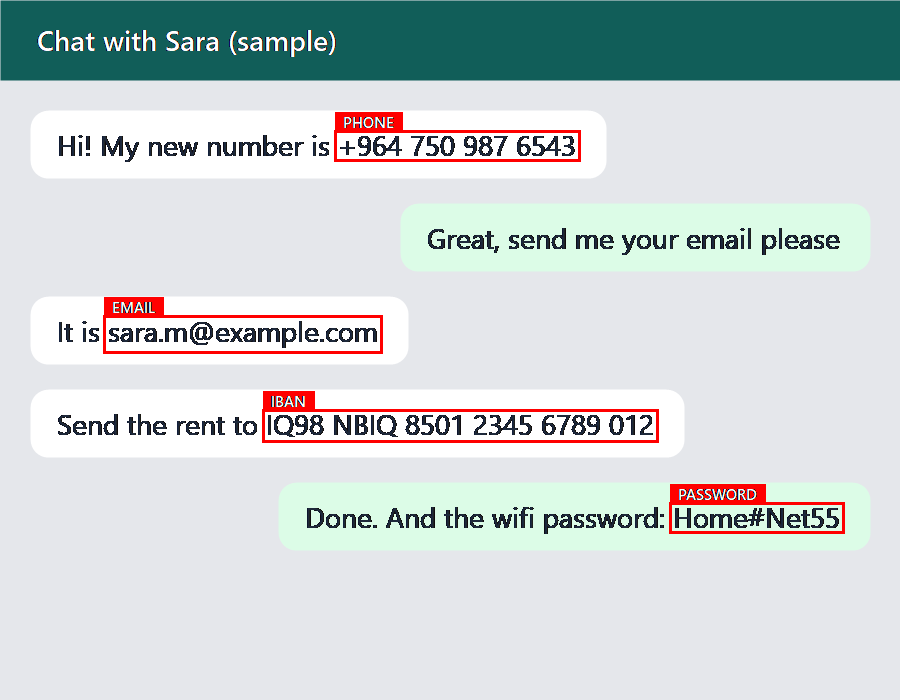 Chat with Sara (sample)
PHONE
Hi! My new number is +964 750 987 6543
Great, send me your email please
EMAIL
It is sara.m@example.com
IBAN
Send the rent to IQ98 NBIQ 8501 2345 6789 012
PASSWORD
Done. And the wifi password: Home#Net55